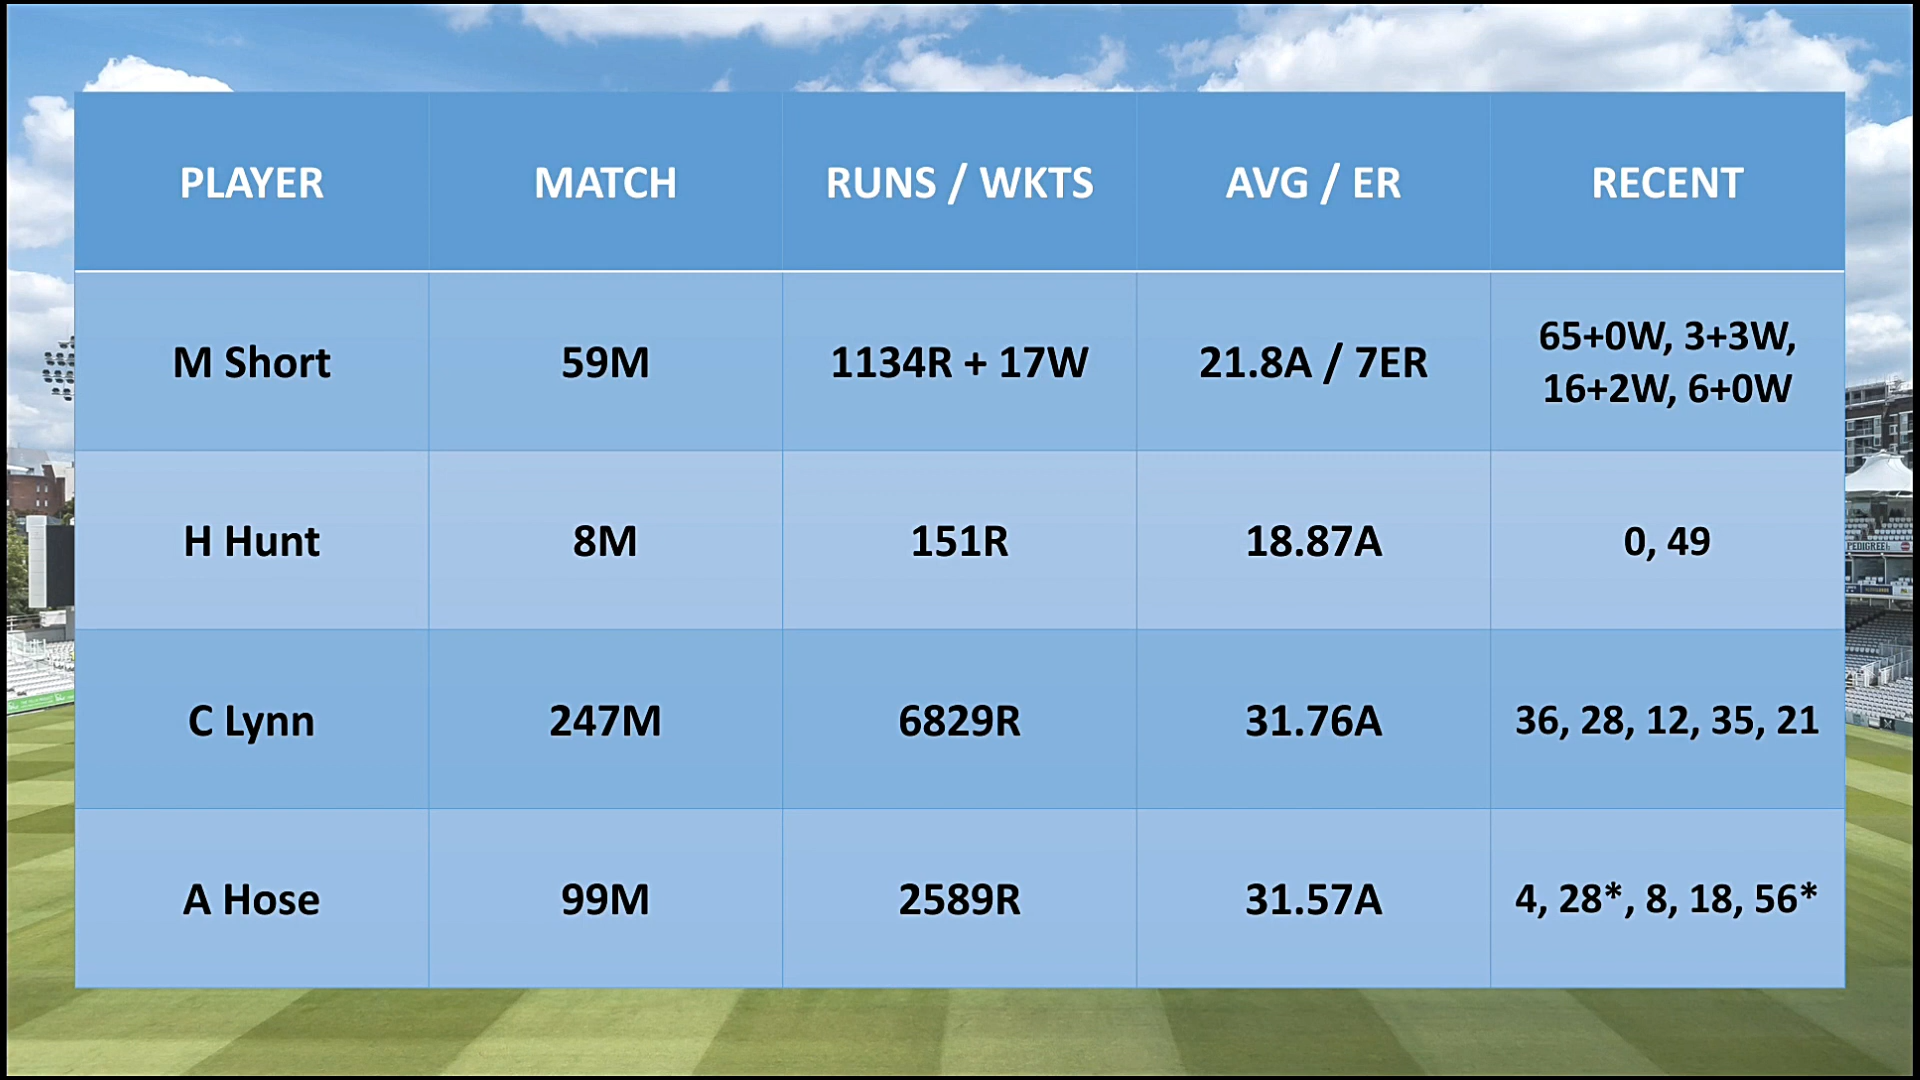 PLAYER MATCH RUNS / WKTS AVG / ER RECENT
M Short 59M 1134R + 17W 21.8A / 7ER 65+0W, 3+3W,
16+2W, 6+0W
H Hunt 8M 151R 18.87A 0, 49
C Lynn 247M 6829R 31.76A 36, 28, 12, 35, 21
A Hose 99M 2589R 31.57A 4, 28*, 8, 18, 56*
PEDIGREE